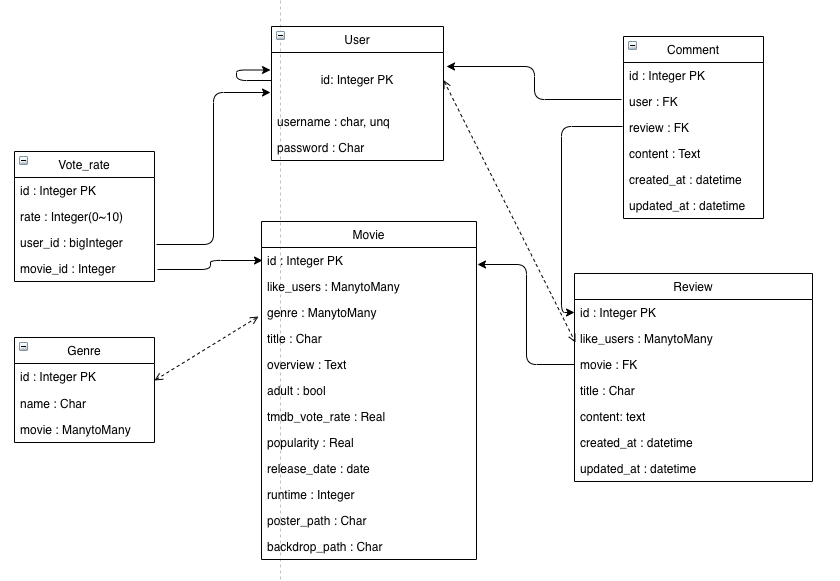 User
id: Integer PK
username : char, unq
password : Char
Comment
id : Integer PK
user : FK
review : FK
content : Text
created_at : datetime
updated_at : datetime
Vote_rate
id : Integer PK
rate : Integer(0~10)
user_id : bigInteger
movie_id : Integer
Movie
id : Integer PK
like_users : ManytoMany
genre : ManytoMany
title : Char
overview : Text
adult : bool
tmdb_vote_rate : Real
popularity : Real
release_date : date
runtime : Integer
poster_path : Char
backdrop_path : Char
Review
id : Integer PK
like_users : ManytoMany
movie : FK
title : Char
content: text
created_at : datetime
updated_at : datetime
Genre
id : Integer PK
name : Char
movie : ManytoMany